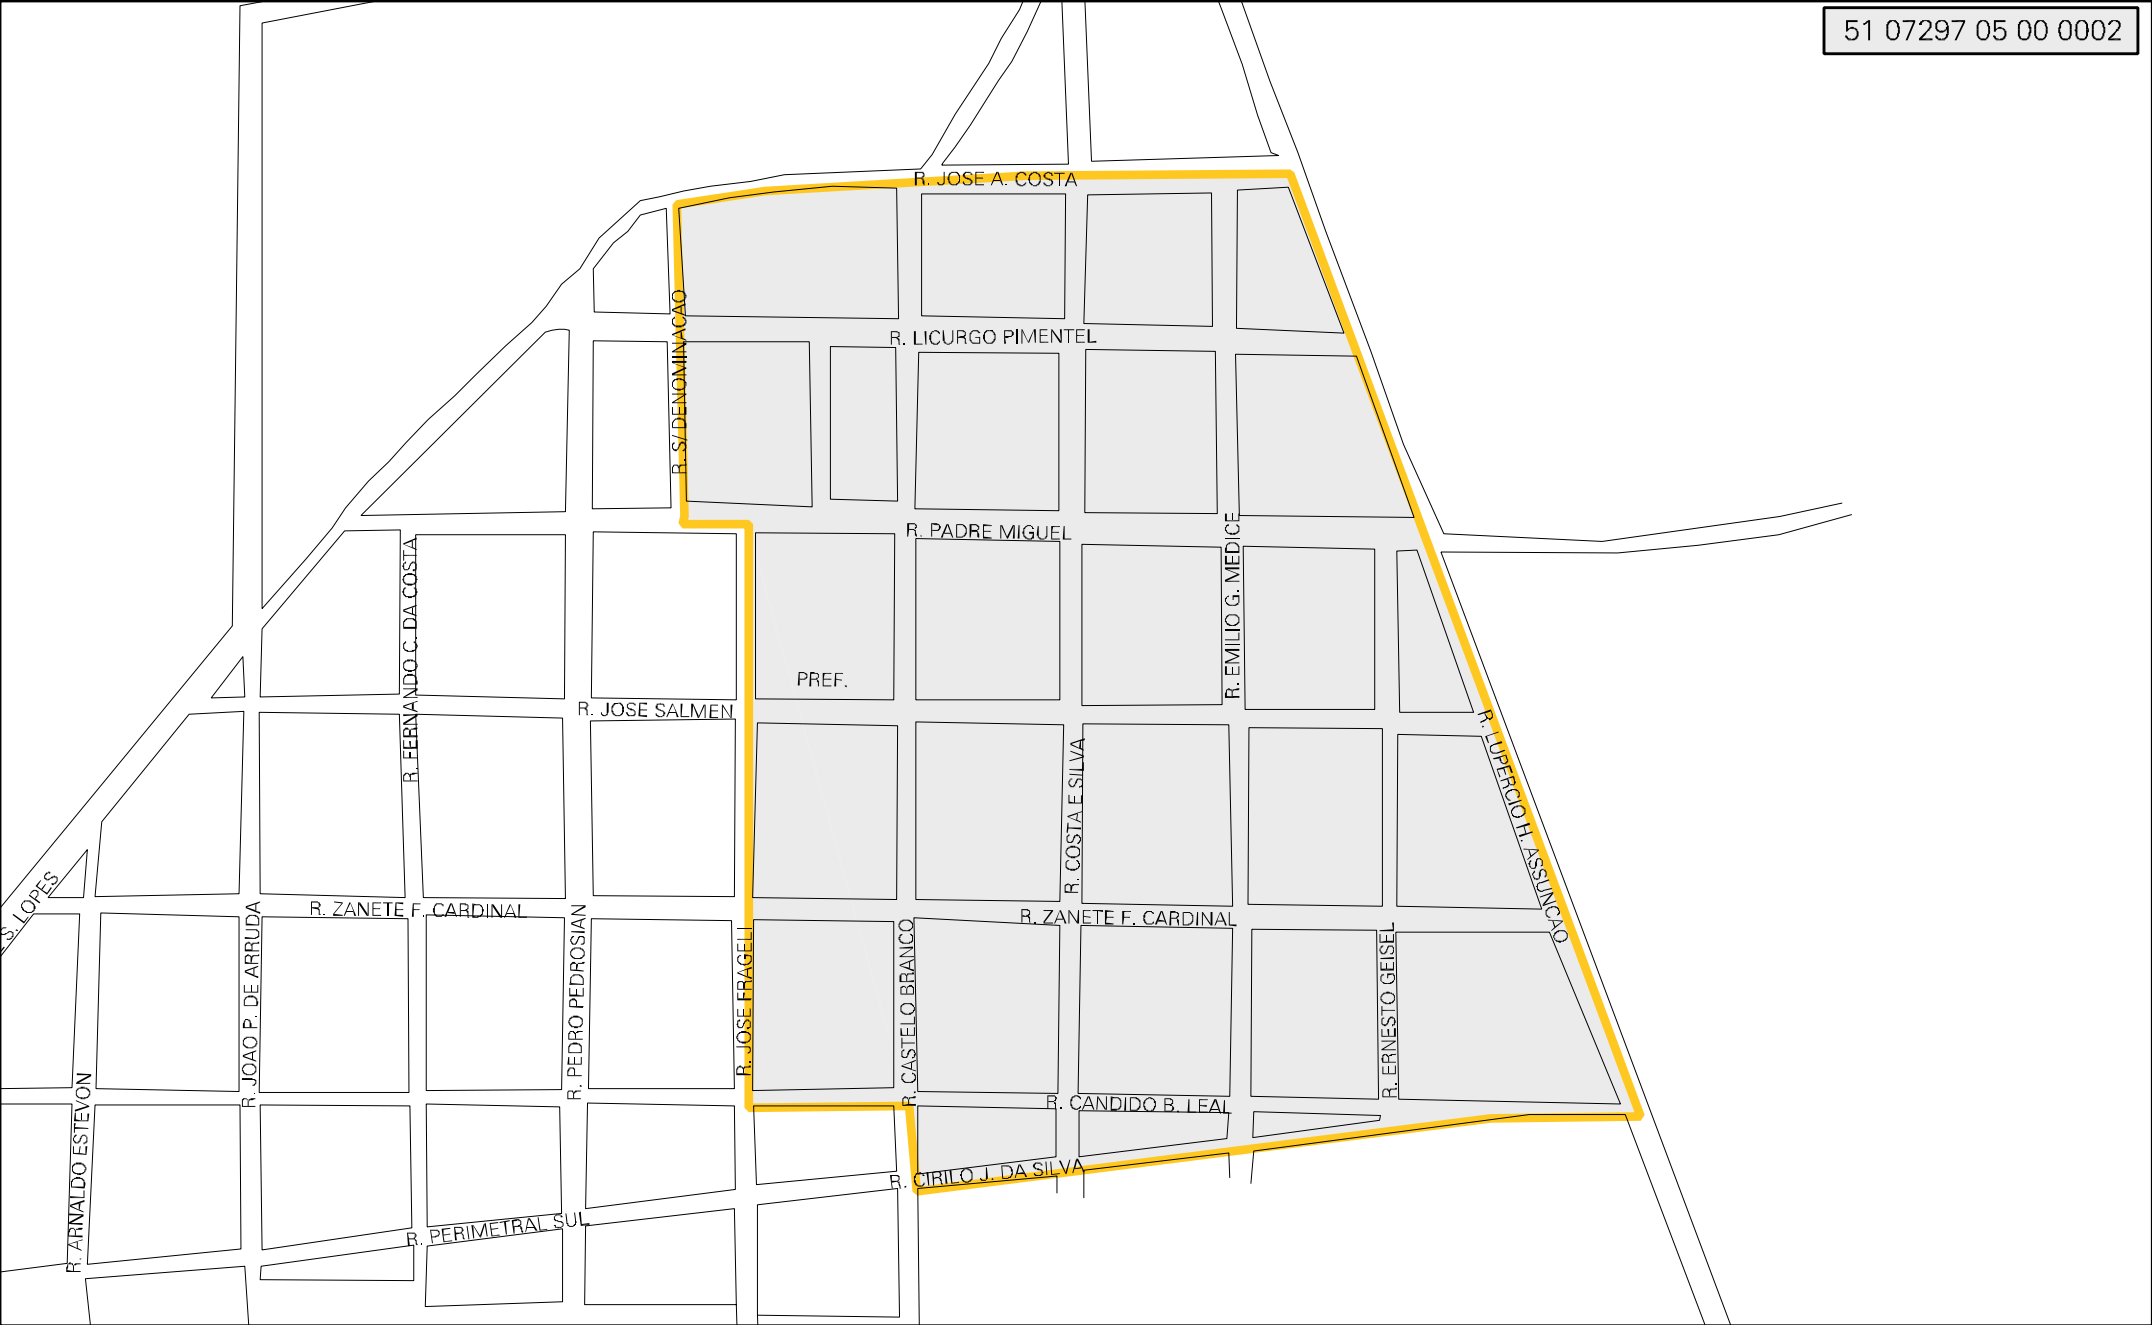 51 07297 05 00 0002
R. JOSE A. COSTA
R. S/ DENOMINACAO
R. LICURGO PIMENTEL
R. PADRE MIGUEL
R. EMILIO G. MEDICE
R. FERNANDO C. DA COSTA
PREF.
R. JOSE SALMEN
R. LUPERCIO H. ASSUNCAO
R. COSTA E SILVA
S. LOPES
R. ZANETE F. CARDINAL
R. ZANETE F. CARDINAL
R. JOAO P. DE ARRUDA
R. PEDRO PEDROSIAN
R. JOSE FRAGELI
R. CASTELO BRANCO
R. ERNESTO GEISEL
R. ARNALDO ESTEVON
R. CANDIDO B. LEAL
R. CIRILO J. DA SILVA
R. PERIMETRAL SUL